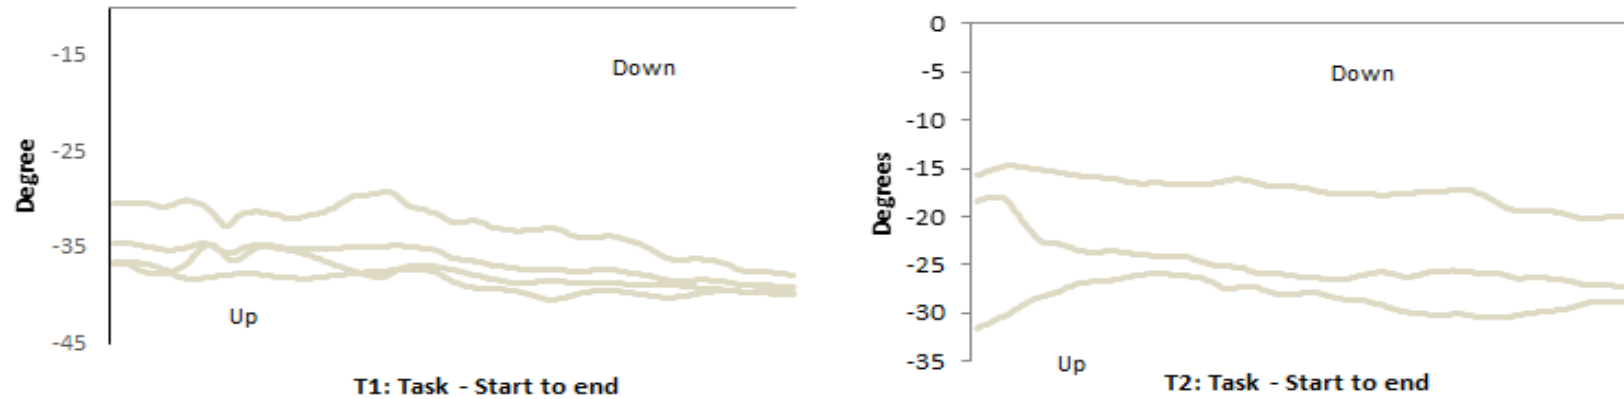 -15
Down
Degree
-25
-35
Up
-45
T1: Task - Start to end
0
-5
Down
-10
Degrees
-15
-20
-25
-30
-35
Up
T2: Task - Start to end